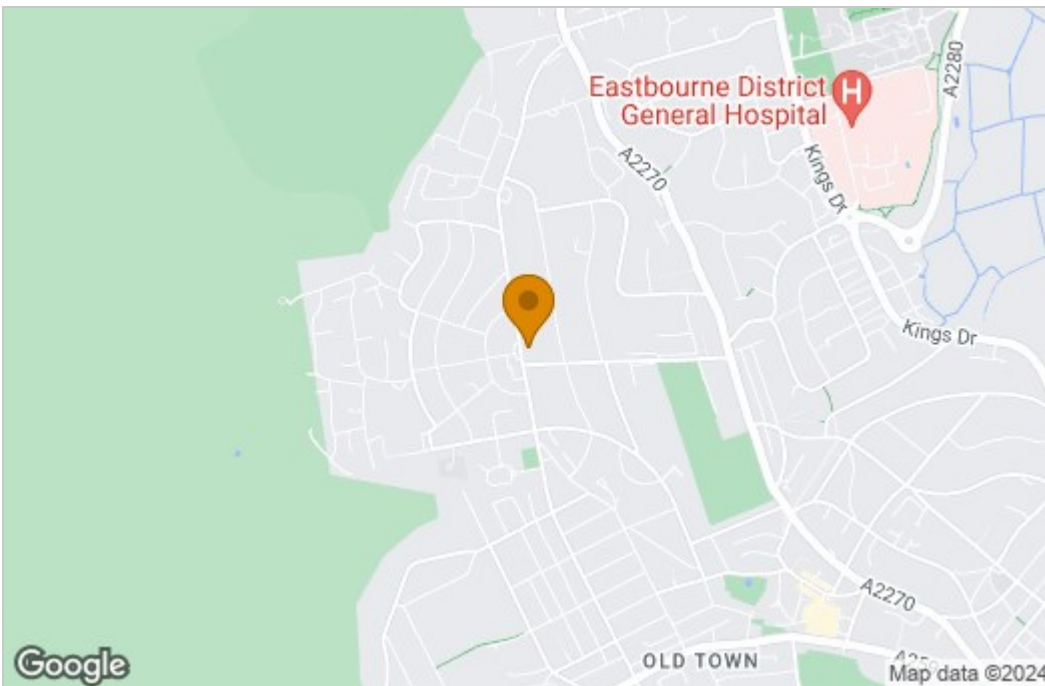 Eastbourne District
General Hospital
H
A2280
A2270
Kings Dr
Kings Dr
A2270
OLD TOWN
Google
Map data ©2024